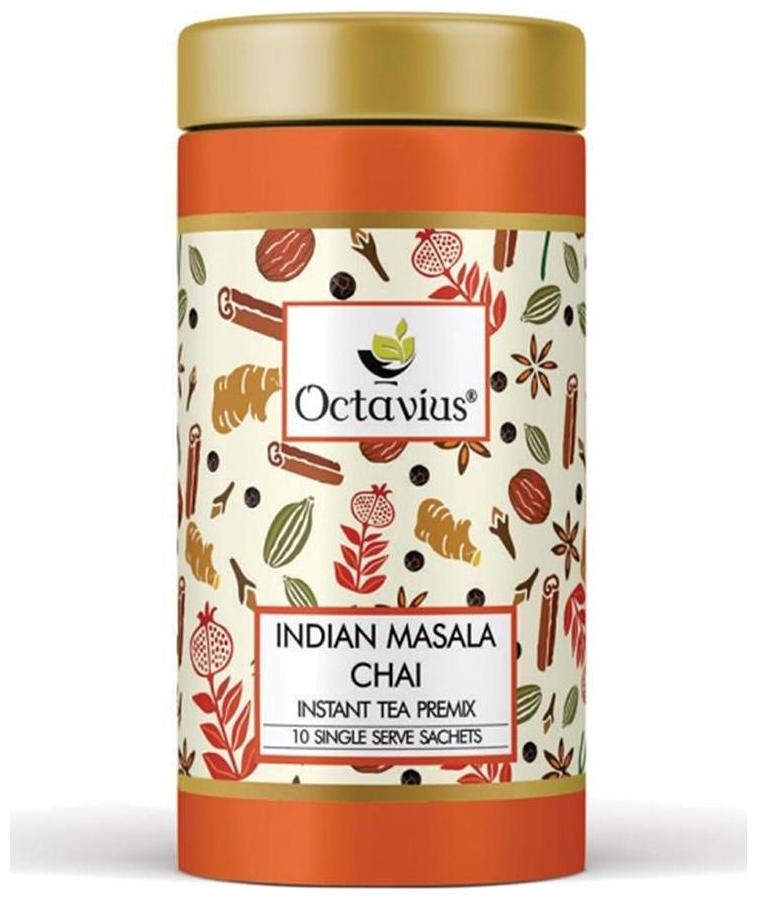 Octavius®
INDIAN MASALA
CHAI
INSTANT TEA PREMIX
10 SINGLE SERVE SACHETS